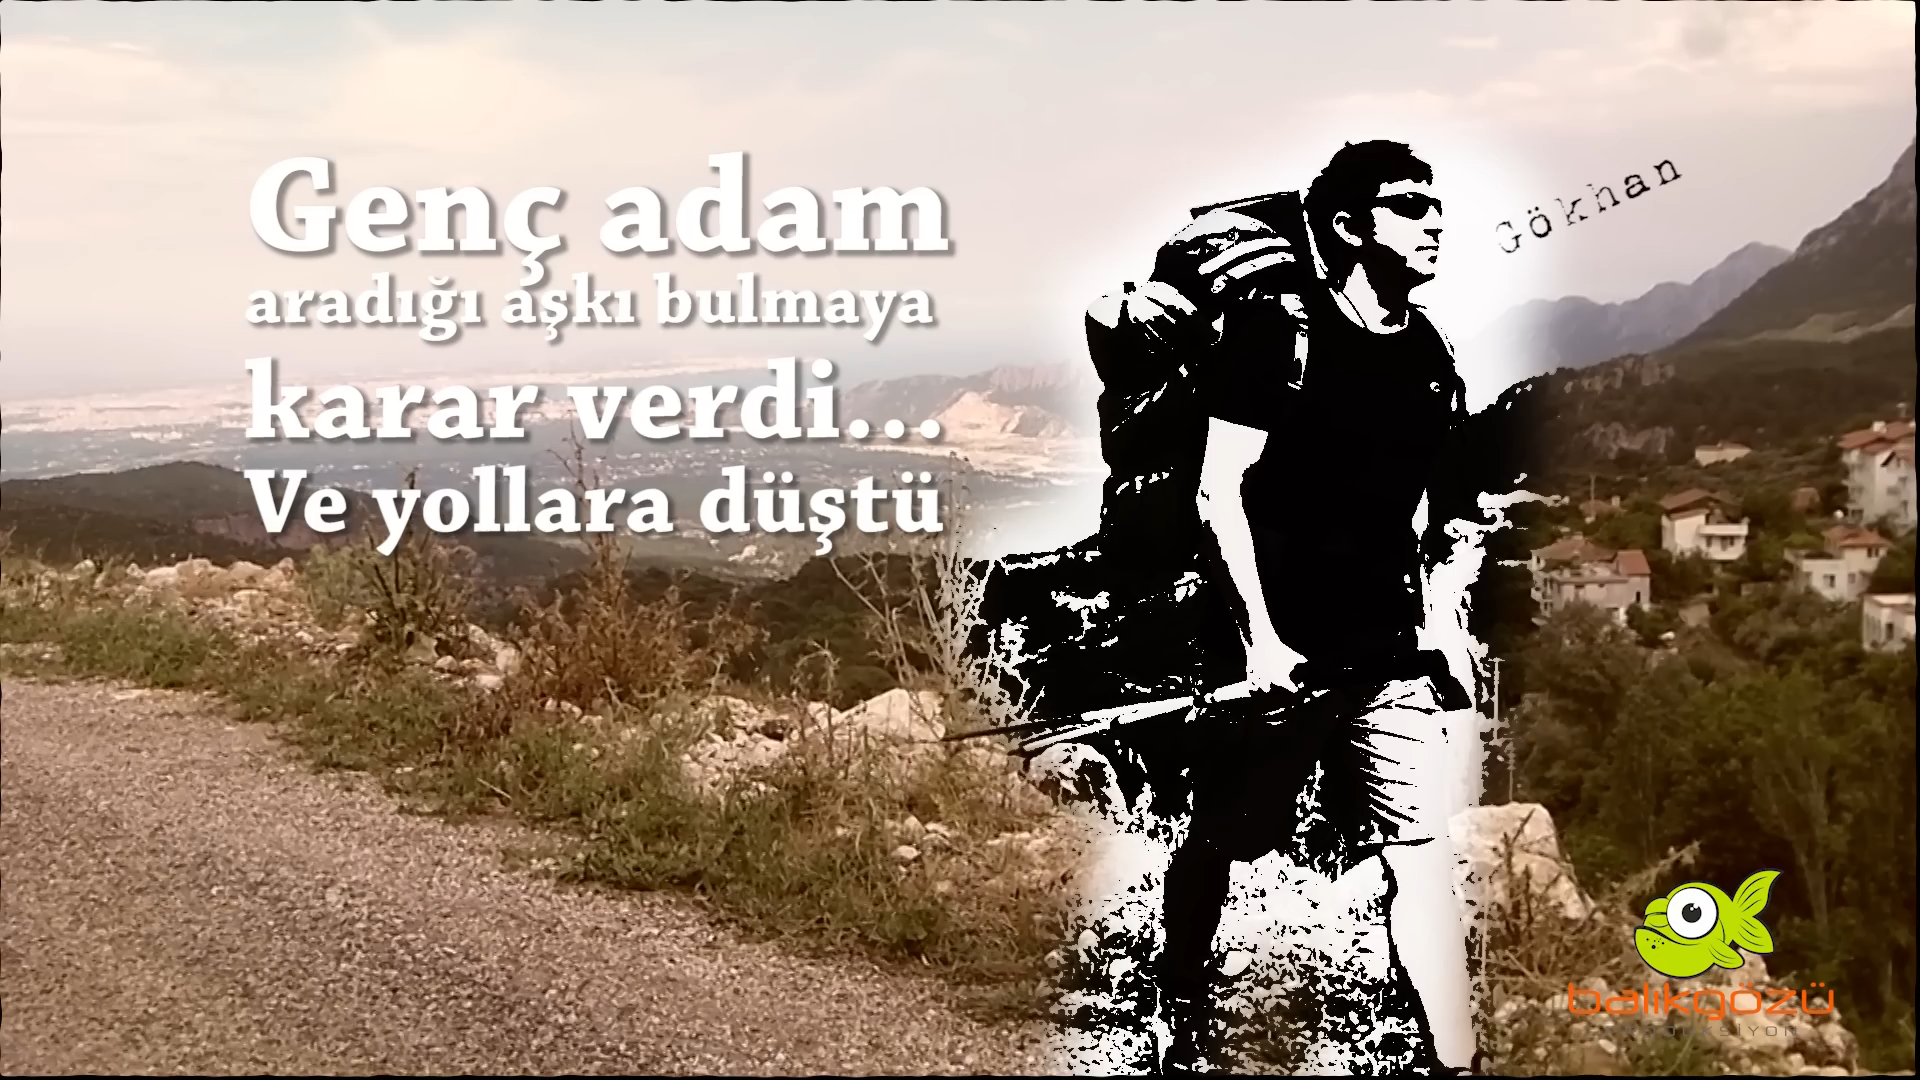 Genç adam
aradığı aşkı bulmaya
karar verdi...
Ve yollara düştü
Gökhan
balıkgözü